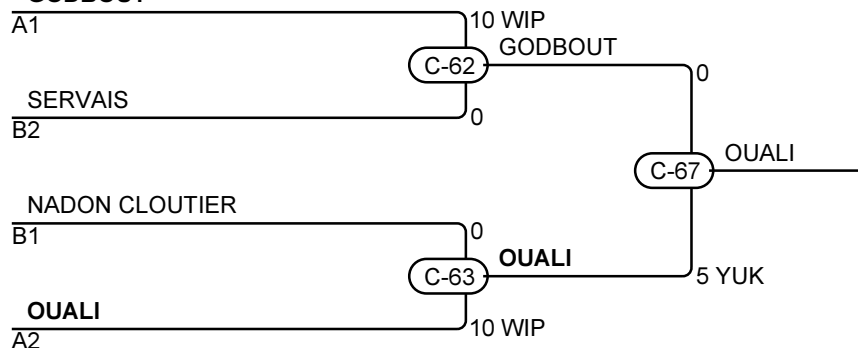 GODBOUT
A1
10 WIP
C-62
GODBOUT
0
SERVAIS
0
B2
C-67
OUALI
NADON CLOUTIER
B1
0
C-63
OUALI
5 YUK
OUALI
10 WIP
A2